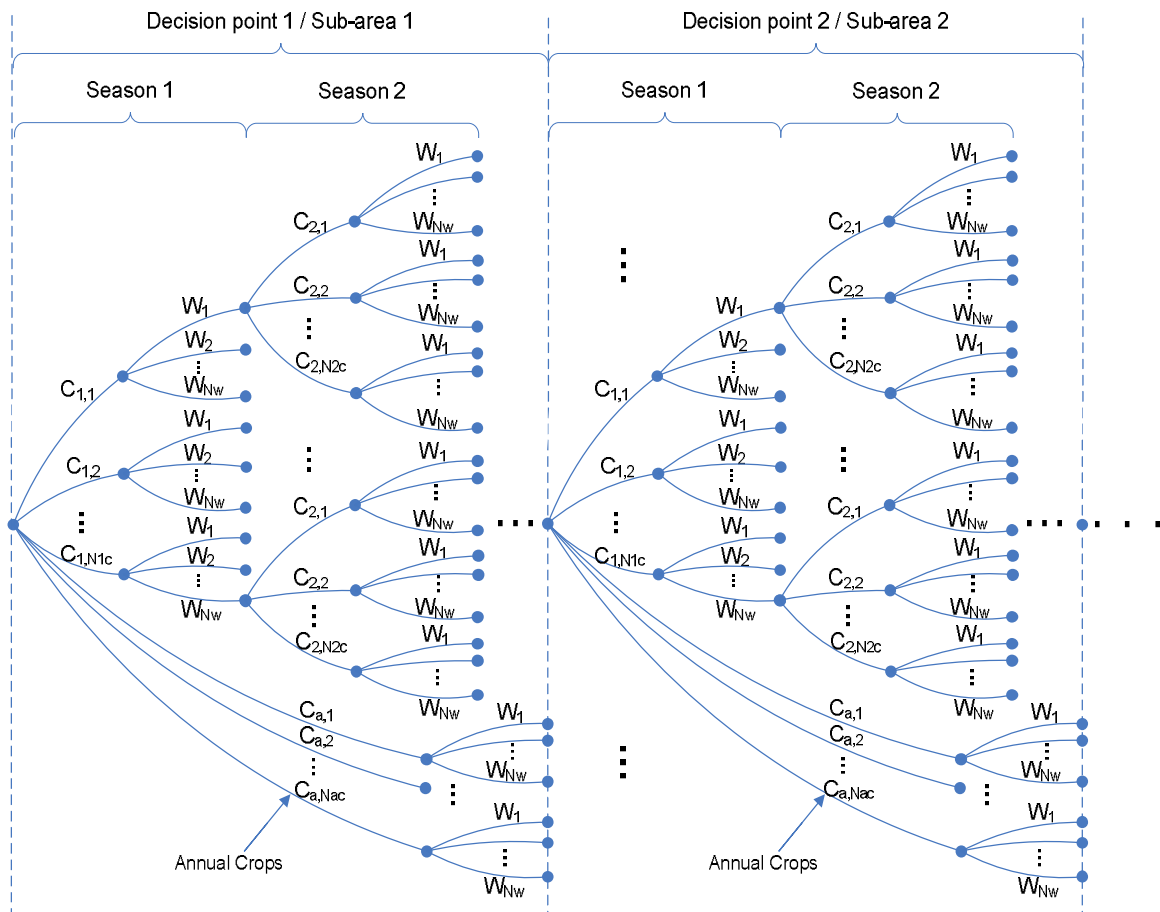 Decision point 1 / Sub-area 1
Decision point 2 / Sub-area 2
Season 1
Season 2
Season 1
Season 2
W1
WNw
C2,1
W1
C2,2
WNw
W1
C2,N2c
WNw
W1
W2
WNw
C1,1
W1
W2
WNw
C1,2
W1
W2
WNw
C1,N1c
W1
WNw
C2,1
W1
C2,2
WNw
W1
C2,N2c
WNw
Ca,1
Ca,2
Ca,Nac
W1
WNw
W1
WNw
Annual Crops
W1
WNw
C2,1
W1
C2,2
WNw
W1
C2,N2c
WNw
W1
W2
WNw
C1,1
W1
W2
WNw
C1,2
W1
W2
WNw
C1,N1c
W1
WNw
C2,1
W1
C2,2
WNw
W1
C2,N2c
WNw
Ca,1
Ca,2
Ca,Nac
W1
WNw
W1
WNw
Annual Crops